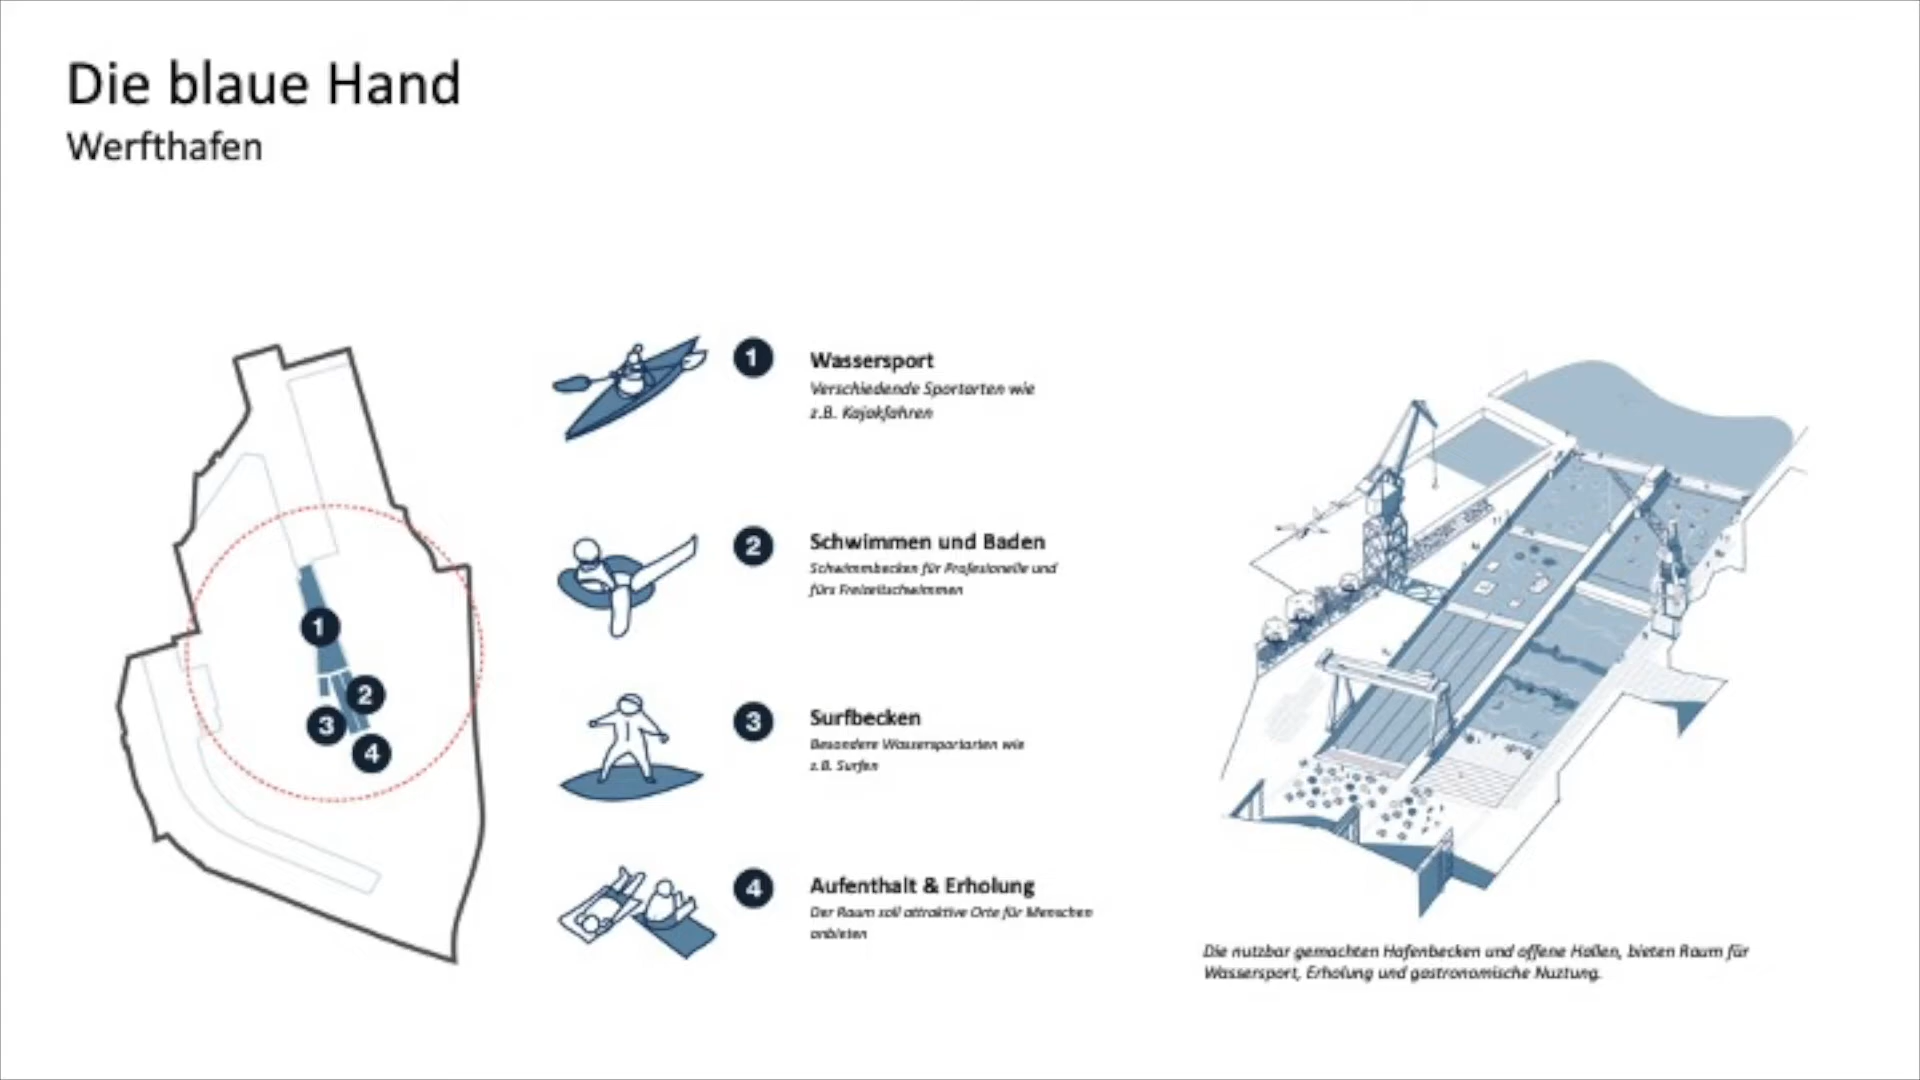 Die blaue Hand
Werfthafen
1
Wassersport
Verschiedende Sportarten wie
z.B. Kajakfahren
2
Schwimmen und Baden
Schwimmbecken für Profesionelle und
fürs Freizeitschwimmen
3
Surfbecken
Besondere Wassersportarten wie
z.B. Surfen
4
Aufenthalt & Erholung
Der Raum soll attraktive Orte für Menschen
anbieten
1
2
3
4
Die nutzbar gemachten Hafenbecken und offene Hallen, bieten Raum für
Wassersport, Erholung und gastronomische Nuztung.